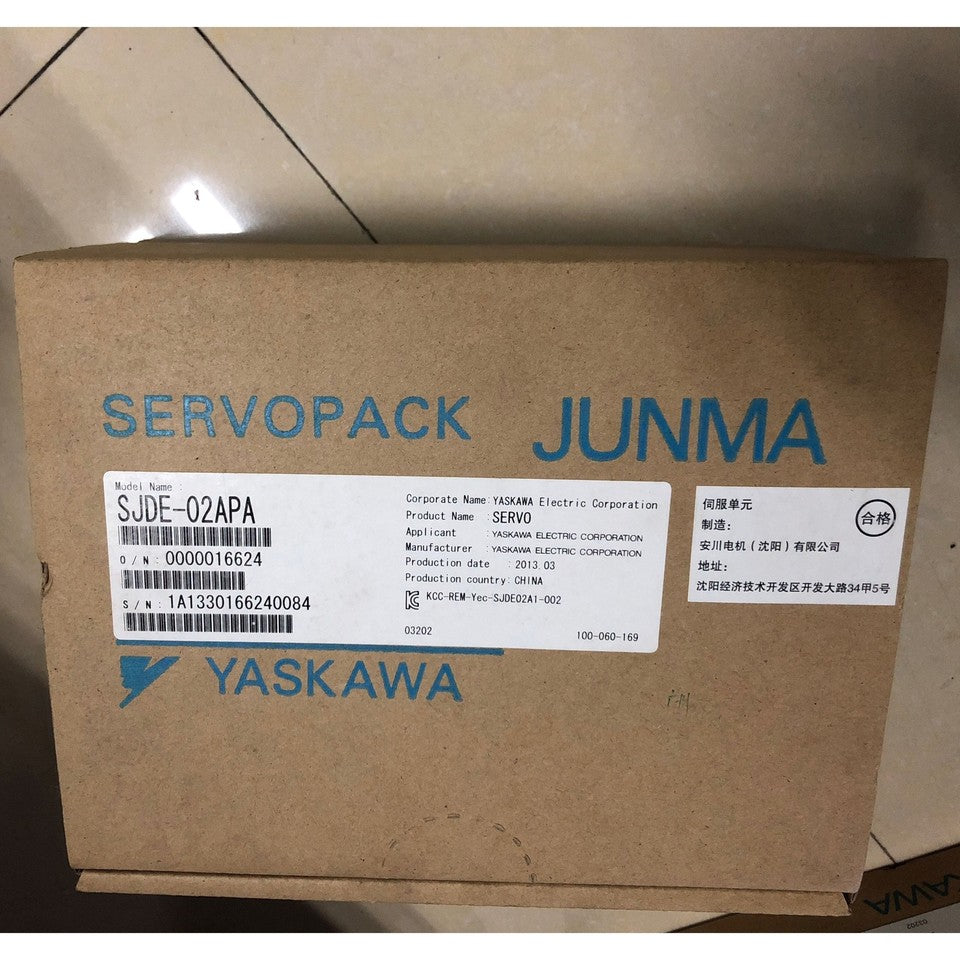 SERVOPACK JUNMA
Model Name :
SJDE-02APA
O/N: 0000016624
S/N: 1A1330166240084
Corporate Name: YASKAWA Electric Corporation
Product Name : SERVO
Applicant : YASKAWA ELECTRIC CORPORATION
Manufacturer : YASKAWA ELECTRIC CORPORATION
Production date : 2013.03
Production country: CHINA
KCC-REM-Yec-SJDE02A1-002
03202 100-060-169
伺服单元
合格
制造:
安川电机(沈阳)有限公司
地址:
沈阳经济技术开发区开发大路34甲5号
YASKAWA
03202